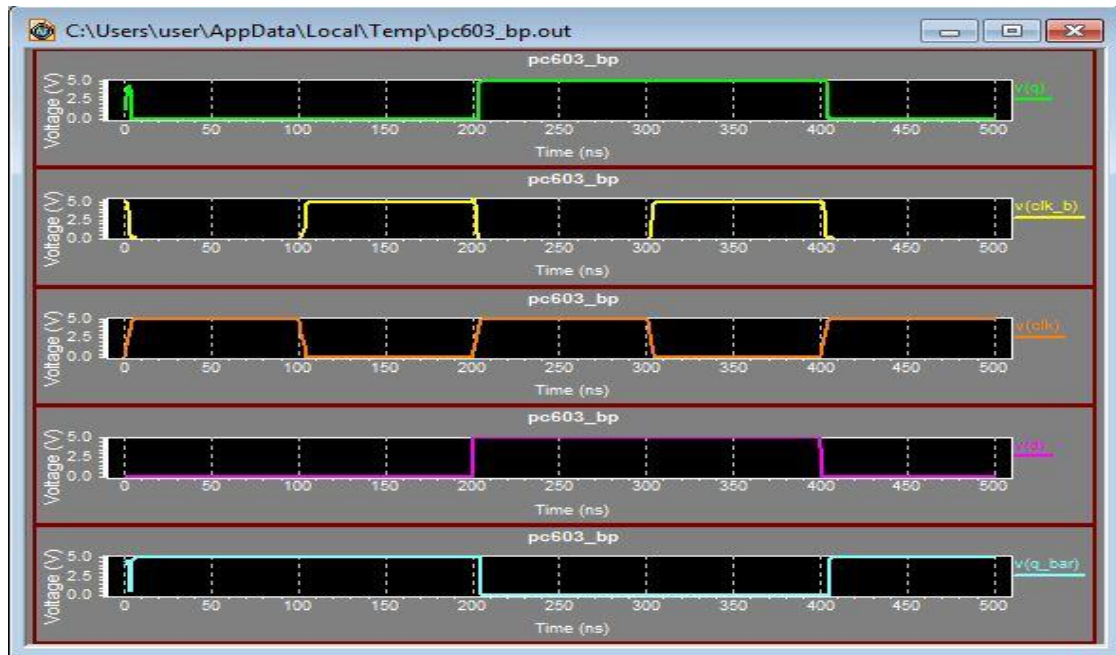 C:\Users\user\AppData\Local\Temp\pc603_bp.out
pc603_bp
Voltage (V)
5.0
2.5
0.0
v(q)
0 50 100 150 200 250 300 350 400 450 500
Time (ns)
pc603_bp
Voltage (V)
5.0
2.5
0.0
v(clk_b)
0 50 100 150 200 250 300 350 400 450 500
Time (ns)
pc603_bp
Voltage (V)
5.0
2.5
0.0
v(clk)
0 50 100 150 200 250 300 350 400 450 500
Time (ns)
pc603_bp
Voltage (V)
5.0
2.5
0.0
v(d)
0 50 100 150 200 250 300 350 400 450 500
Time (ns)
pc603_bp
Voltage (V)
5.0
2.5
0.0
v(q_bar)
0 50 100 150 200 250 300 350 400 450 500
Time (ns)